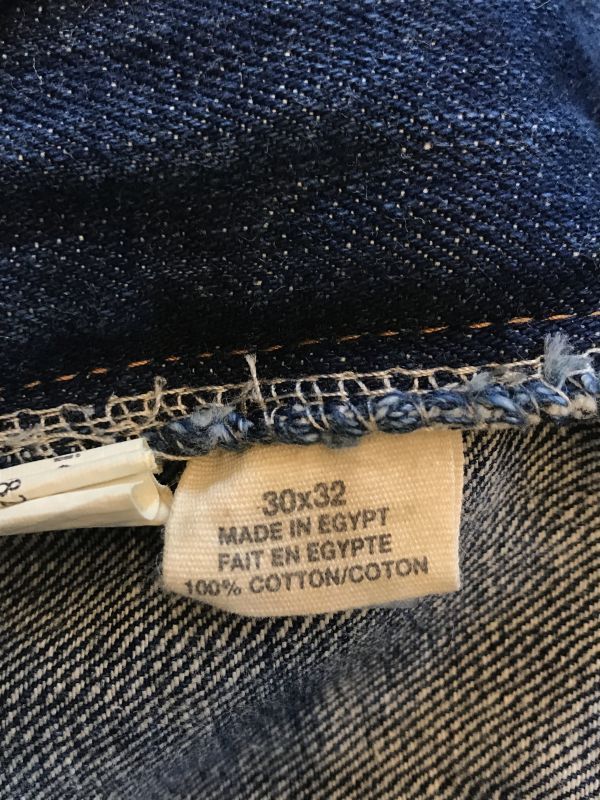 30x32
MADE IN EGYPT
FAIT EN EGYPTE
100% COTTON/COTON